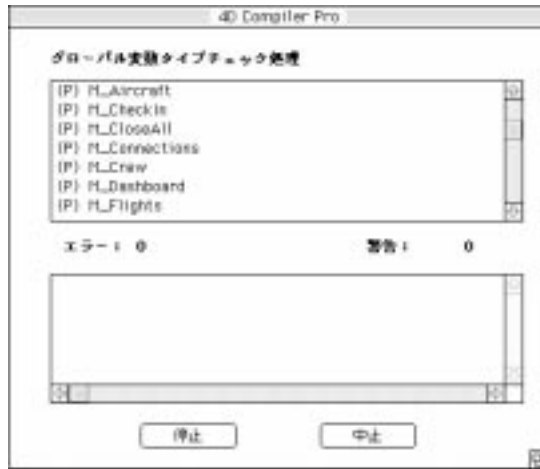 4D Compiler Pro
グローバル変数タイプチェック処理
(P) M_Aircraft
(P) M_CheckIn
(P) M_CloseAll
(P) M_Connections
(P) M_Crew
(P) M_Dashboard
(P) M_Flights
エラー： 0 警告： 0
停止 中止